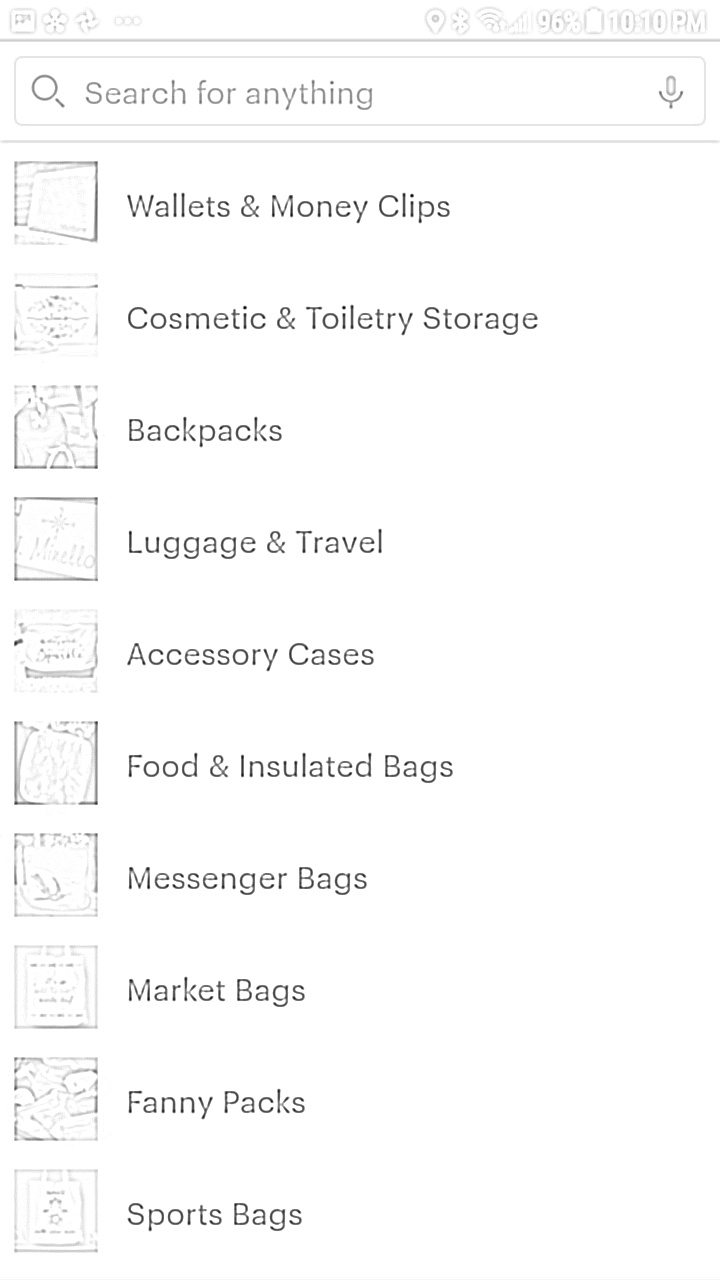 96% 10:10 PM
Search for anything
Wallets & Money Clips
Cosmetic & Toiletry Storage
Backpacks
Luggage & Travel
Mizello
Accessory Cases
Food & Insulated Bags
Messenger Bags
Market Bags
Fanny Packs
Sports Bags